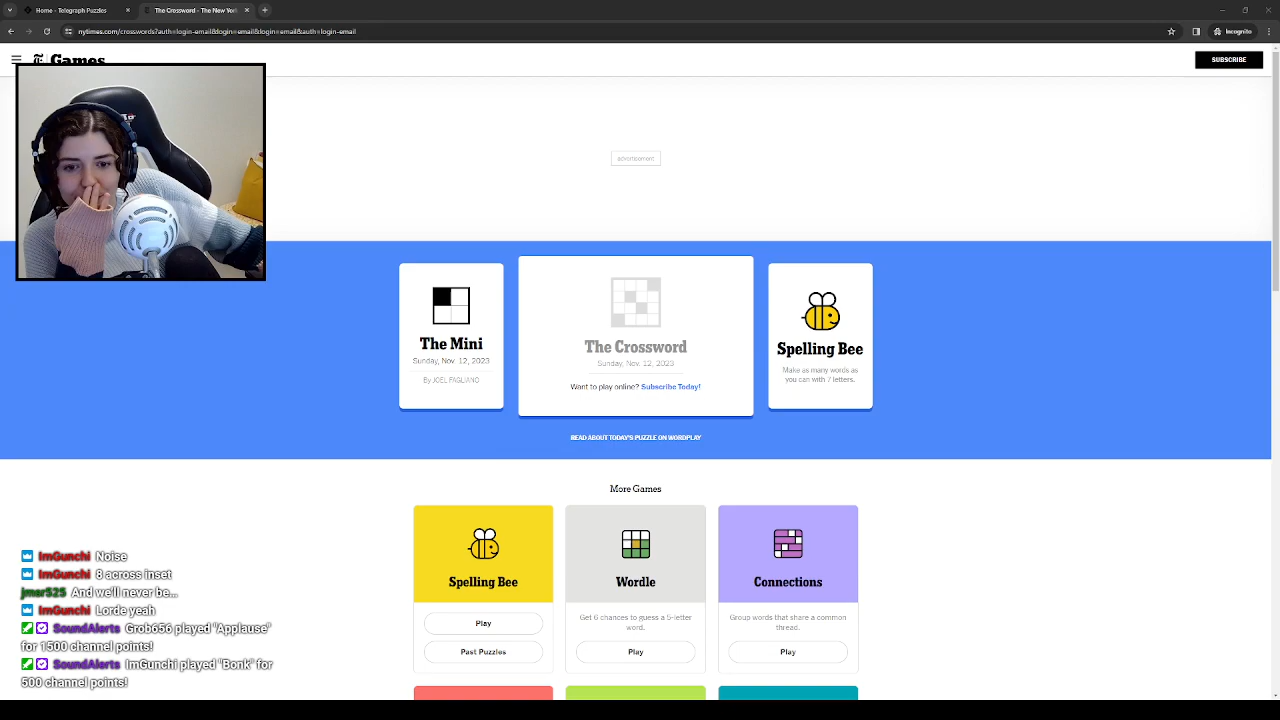 Home - Telegraph Puzzles
The Crossword - The New York
nytimes.com/crosswords?auth=login-email&login=email&login=email&auth=login-email
Incognito
Games
SUBSCRIBE
advertisement
The Mini
Sunday, Nov. 12, 2023
By JOEL FAGLIANO
The Crossword
Sunday, Nov. 12, 2023
Want to play online? Subscribe Today!
Spelling Bee
Make as many words as
you can with 7 letters.
READ ABOUT TODAY'S PUZZLE ON WORDPLAY
More Games
Spelling Bee
Play
Past Puzzles
Wordle
Get 6 chances to guess a 5-letter
word.
Play
Connections
Group words that share a common
thread.
Play
ImGunchi Noise
ImGunchi 8 across inset
jmer525 And we'll never be...
ImGunchi Lorde yeah
SoundAlerts Grob656 played "Applause"
for 1500 channel points!
SoundAlerts ImGunchi played "Bonk" for
500 channel points!